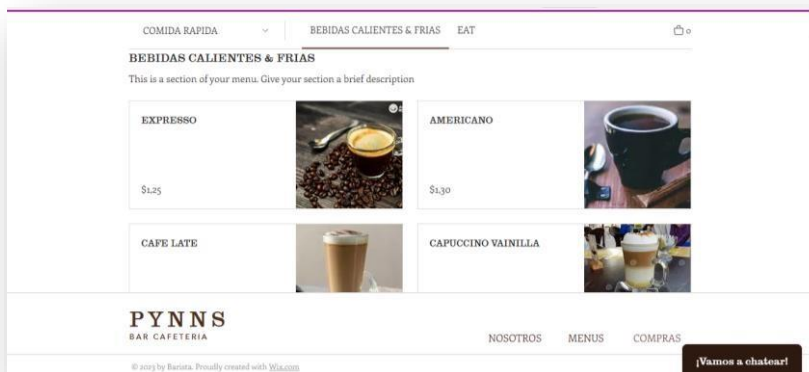 COMIDA RAPIDA
BEBIDAS CALIENTES & FRIAS
EAT
0
BEBIDAS CALIENTES & FRIAS
This is a section of your menu. Give your section a brief description
EXPRESSO
$1,25
AMERICANO
$1,30
CAFE LATE
CAPUCCINO VAINILLA
PYNNS
BAR CAFETERIA
NOSOTROS
MENUS
COMPRAS
© 2023 by Barista. Proudly created with Wix.com
¡Vamos a chatear!